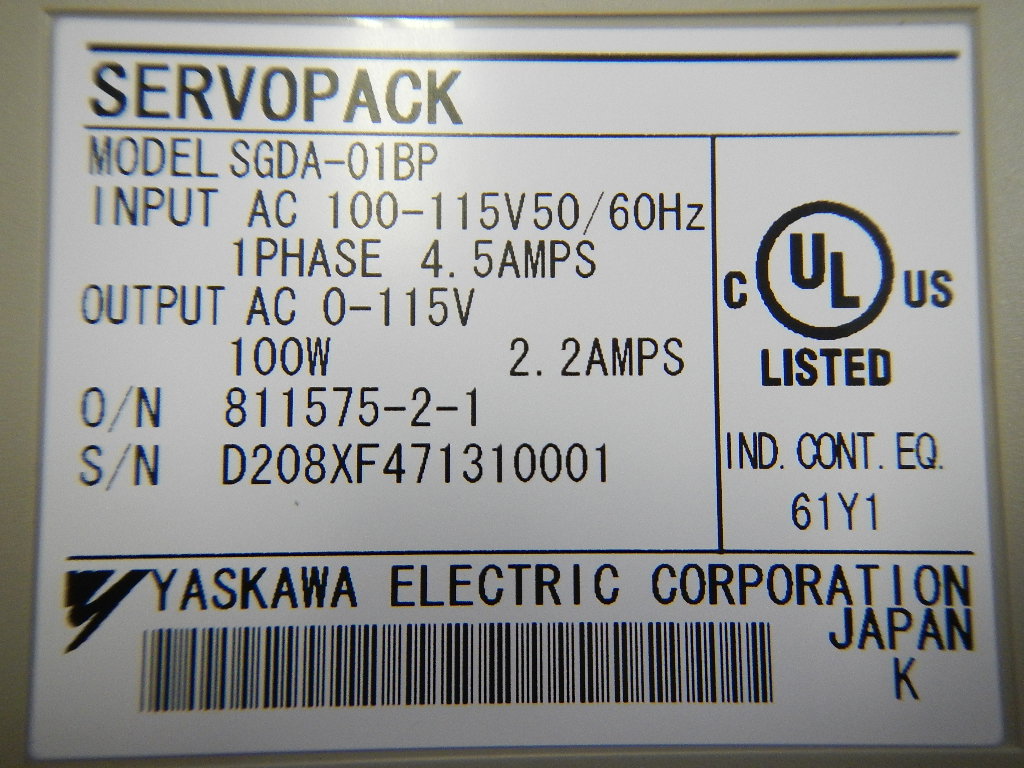 SERVOPACK
MODEL SGDA-01BP
INPUT AC 100-115V50/60Hz
1PHASE 4.5AMPS
OUTPUT AC 0-115V
100W 2.2AMPS
O/N 811575-2-1
S/N D208XF471310001
C UL US
LISTED
IND. CONT. EQ.
61Y1
YASKAWA ELECTRIC CORPORATION
JAPAN
K